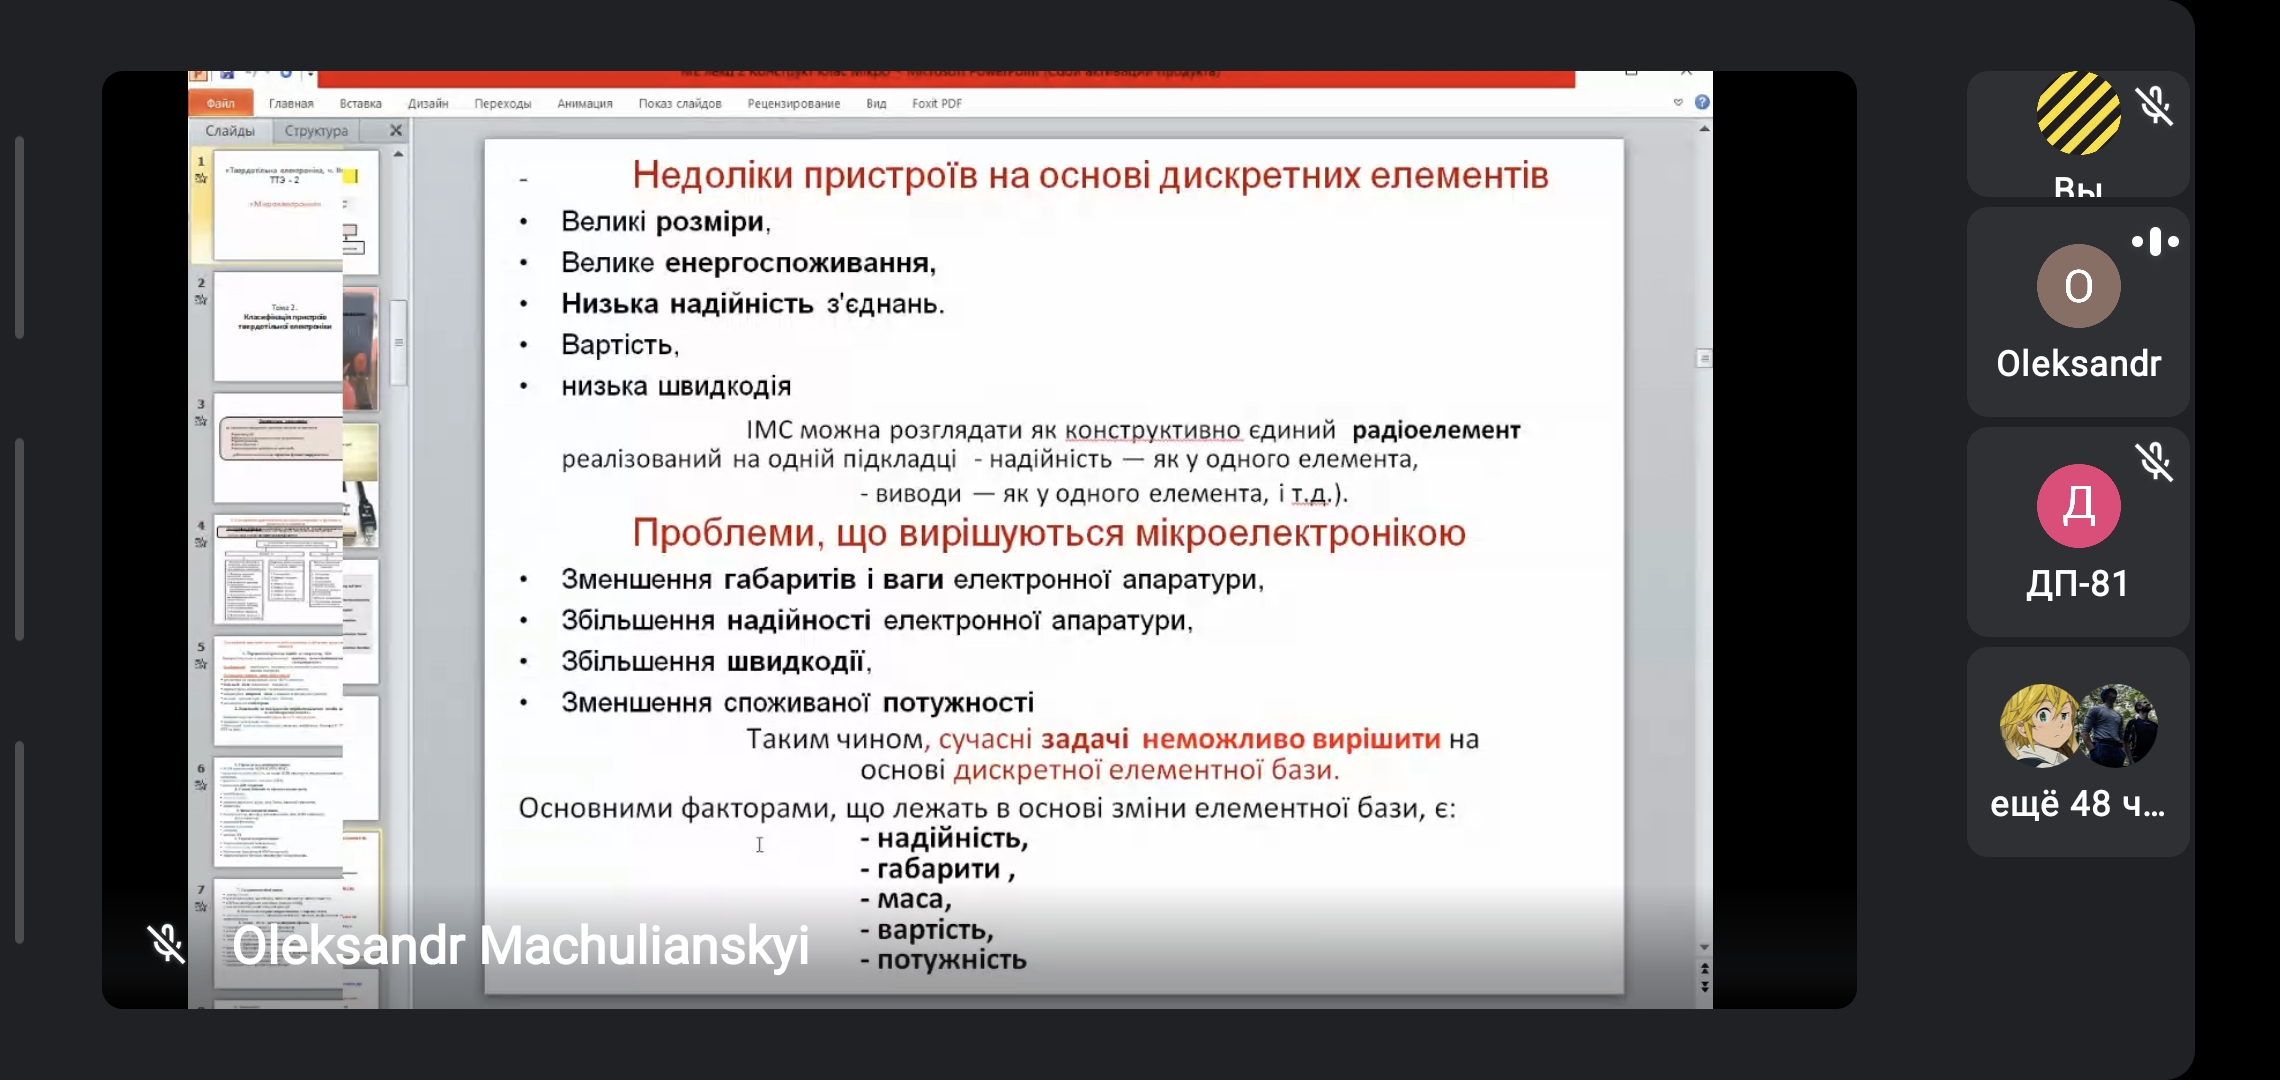 Файл Главная Вставка Дизайн Переходы Анимация Показ слайдов Рецензирование Вид Foxit PDF
Слайды Структура
1
«Твердотільна електроніка,
ТТЭ - 2
«Мікроелектроніка»
2
Тема 2.
Класифікація пристроїв
твердотільної електроніки
3
4
5
6
7
Недоліки пристроїв на основі дискретних елементів
• Великі розміри,
• Велике енергоспоживання,
• Низька надійність з'єднань.
• Вартість,
• низька швидкодія
ІМС можна розглядати як конструктивно єдиний радіоелемент
реалізований на одній підкладці - надійність — як у одного елемента,
- виводи — як у одного елемента, і т.д.).
Проблеми, що вирішуються мікроелектронікою
• Зменшення габаритів і ваги електронної апаратури,
• Збільшення надійності електронної апаратури,
• Збільшення швидкодії,
• Зменшення споживаної потужності
Таким чином, сучасні задачі неможливо вирішити на
основі дискретної елементної бази.
Основними факторами, що лежать в основі зміни елементної бази, є:
- надійність,
- габарити ,
- маса,
- вартість,
- потужність
Oleksandr Machulianskyi
Вы
O
Oleksandr
Д
ДП-81
ещё 48 ч...